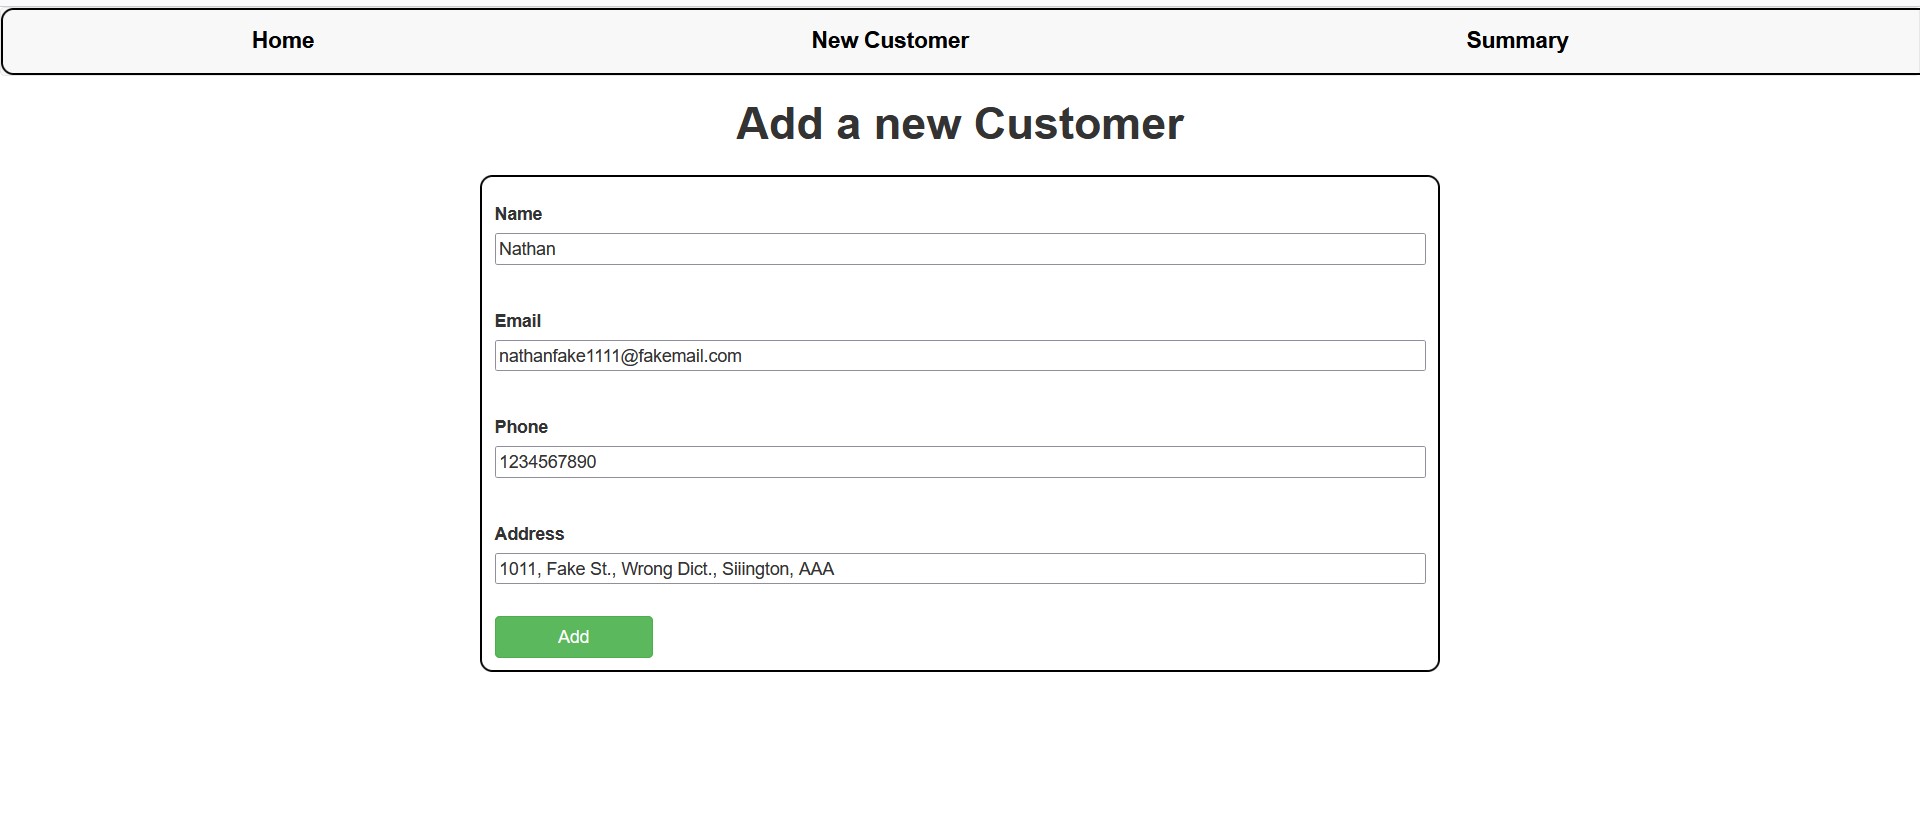 Home New Customer Summary
Add a new Customer
Name
Nathan
Email
nathanfake1111@fakemail.com
Phone
1234567890
Address
1011, Fake St., Wrong Dict., Siiington, AAA
Add